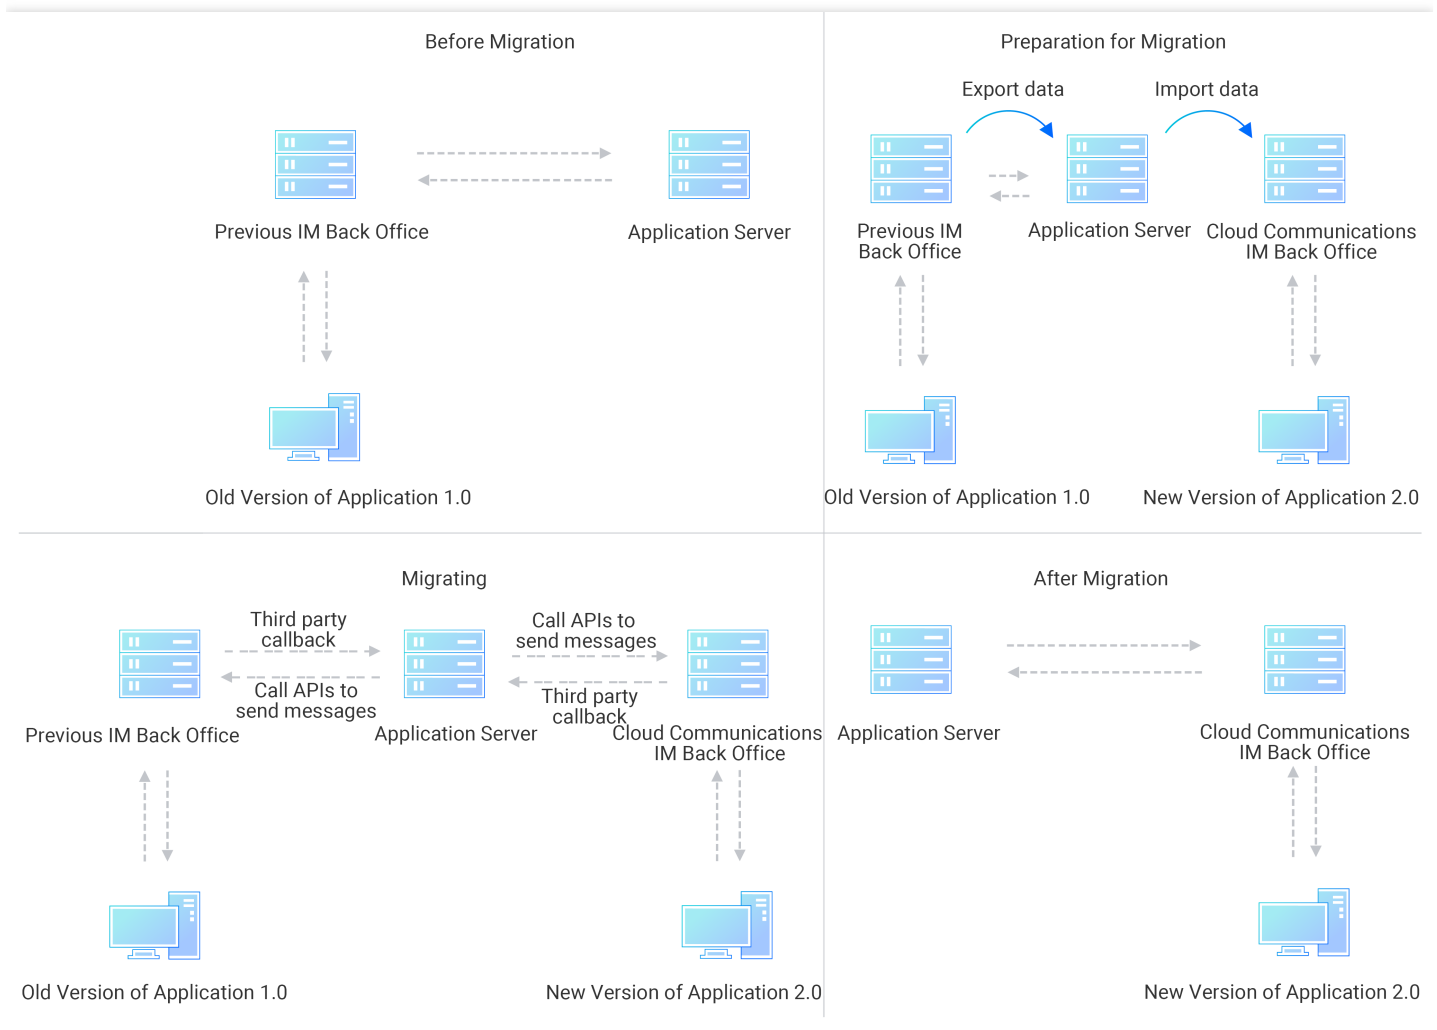 Before Migration
Previous IM Back Office
Application Server
Old Version of Application 1.0
Preparation for Migration
Export data
Import data
Previous IM
Back Office
Application Server
Cloud Communications
IM Back Office
Old Version of Application 1.0
New Version of Application 2.0
Migrating
Third party
callback
Call APIs to
send messages
Call APIs to
send messages
Third party
callback
Previous IM Back Office
Application Server
Cloud Communications
IM Back Office
Old Version of Application 1.0
New Version of Application 2.0
After Migration
Application Server
Cloud Communications
IM Back Office
New Version of Application 2.0